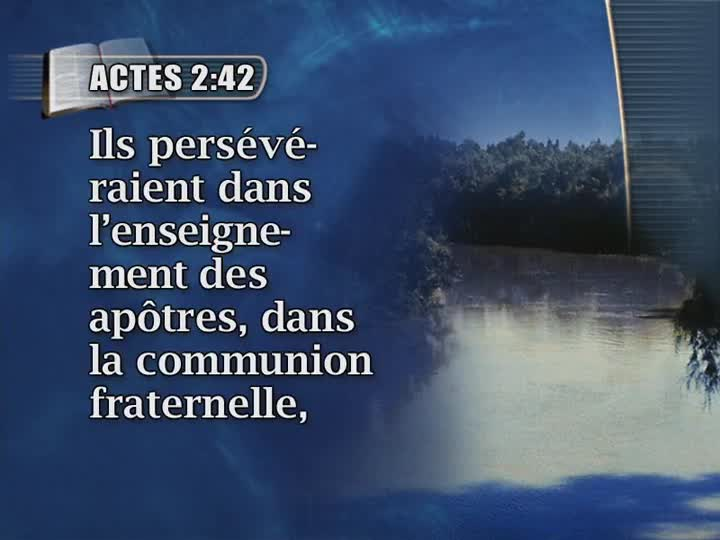 ACTES 2:42
Ils persévé-
raient dans
l’enseigne-
ment des
apôtres, dans
la communion
fraternelle,